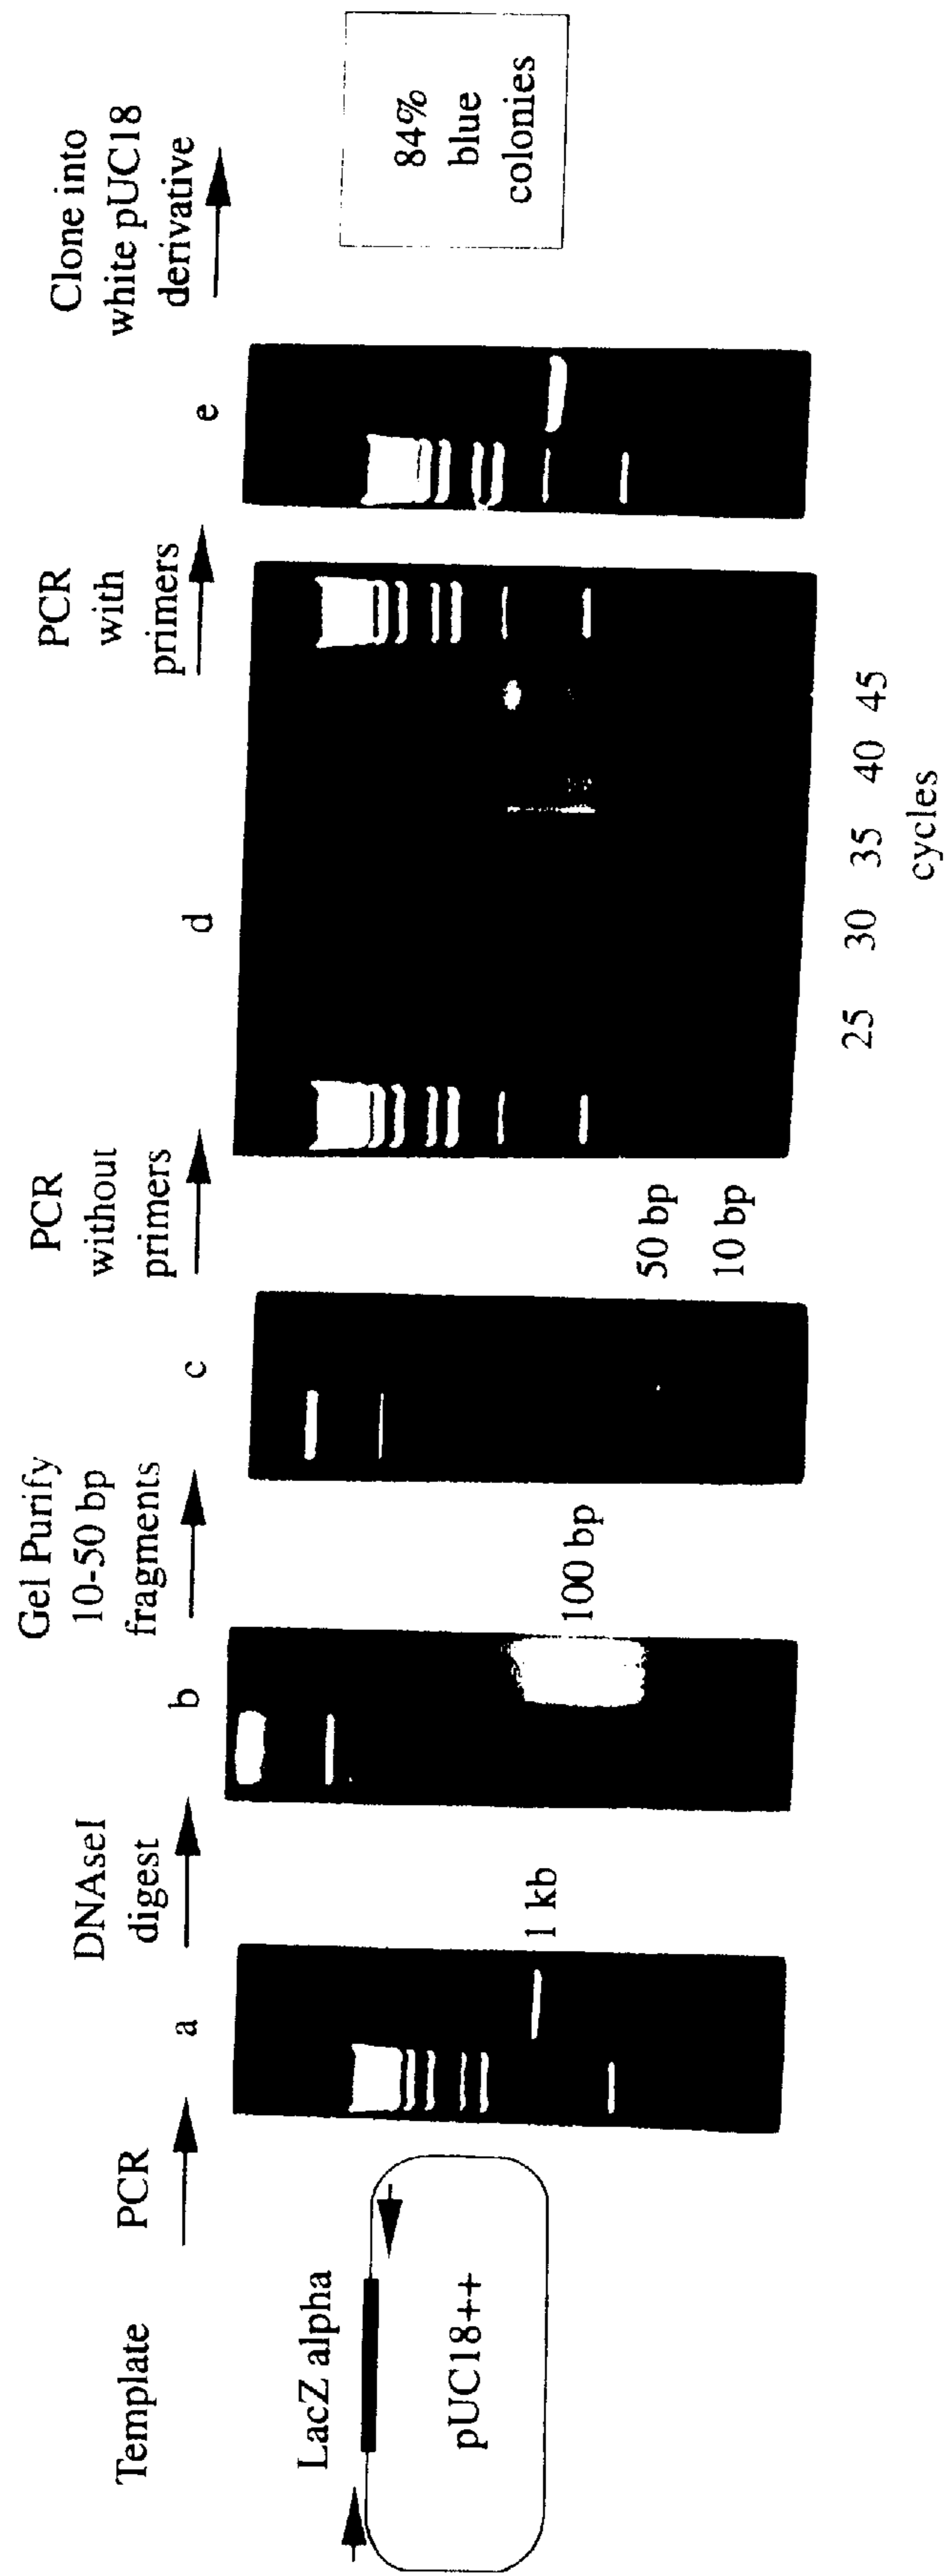 Template
LacZ alpha
pUC18++
PCR
a
1 kb
DNAseI
digest
b
100 bp
Gel Purify
10-50 bp
fragments
c
50 bp
10 bp
PCR
without
primers
d
25 30 35 40 45
cycles
PCR
with
primers
e
Clone into
white pUC18
derivative
84%
blue
colonies